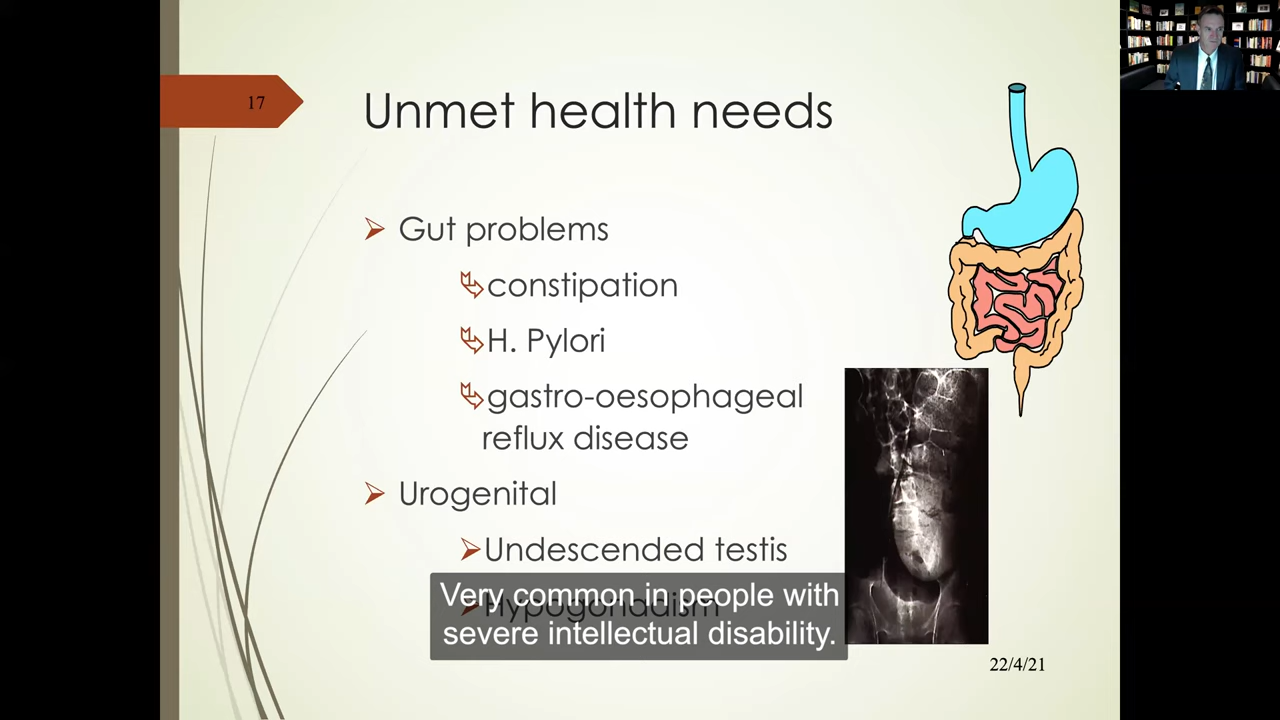 17
Unmet health needs
Gut problems
constipation
H. Pylori
gastro-oesophageal
reflux disease
Urogenital
Undescended testis
Hypogonadism
Very common in people with
severe intellectual disability.
22/4/21